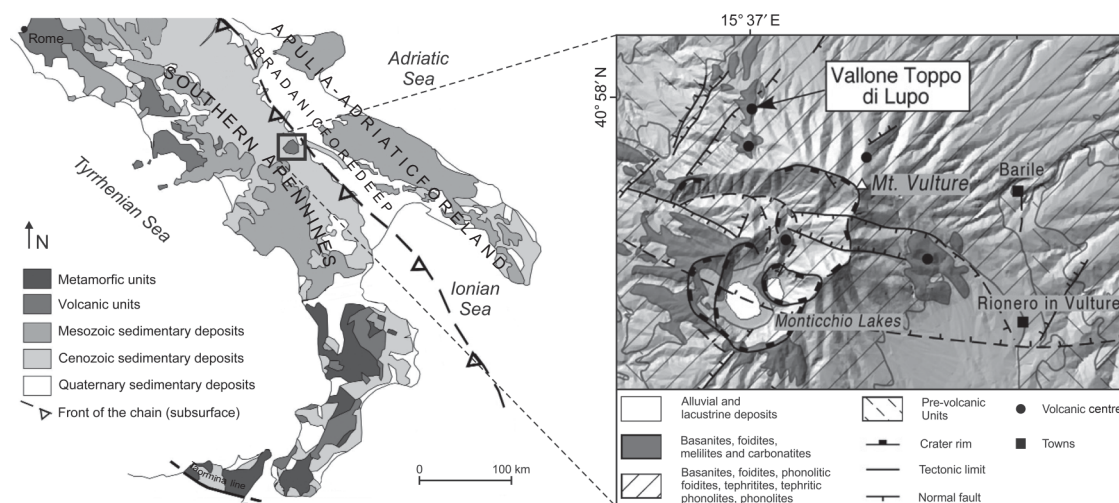 Rome
APULIA-ADRIATIC FORELAND
BRADANIC FOREDEEP
SOUTHERN APENNINES
Adriatic
Sea
Tyrrhenian Sea
Ionian
Sea
N
Metamorfic units
Volcanic units
Mesozoic sedimentary deposits
Cenozoic sedimentary deposits
Quaternary sedimentary deposits
Front of the chain (subsurface)
Taormina line
0 100 km
15° 37' E
40° 58' N
Vallone Toppo
di Lupo
Mt. Vulture
Barile
Rionero in Vulture
Monticchio Lakes
Alluvial and
lacustrine deposits
Basanites, foidites,
melilites and carbonatites
Basanites, foidites, phonolitic
foidites, tephritites, tephritic
phonolites, phonolites
Pre-volcanic
Units
Crater rim
Tectonic limit
Normal fault
Volcanic centre
Towns